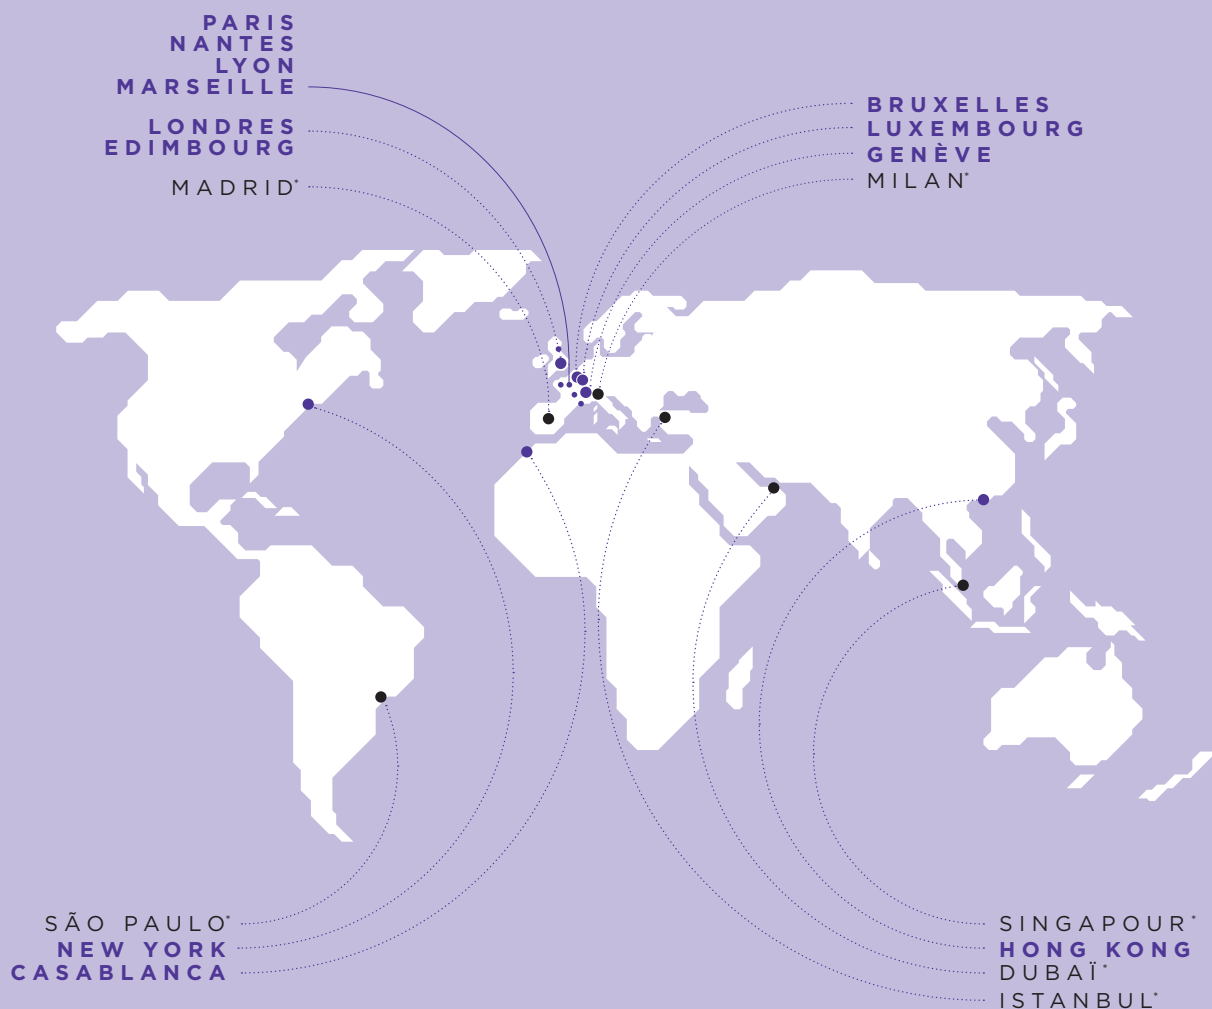 PARIS
NANTES
LYON
MARSEILLE
LONDRES
EDIMBOURG
MADRID*
BRUXELLES
LUXEMBOURG
GENÈVE
MILAN*
SÃO PAULO*
NEW YORK
CASABLANCA
SINGAPOUR*
HONG KONG
DUBAÏ*
ISTANBUL*